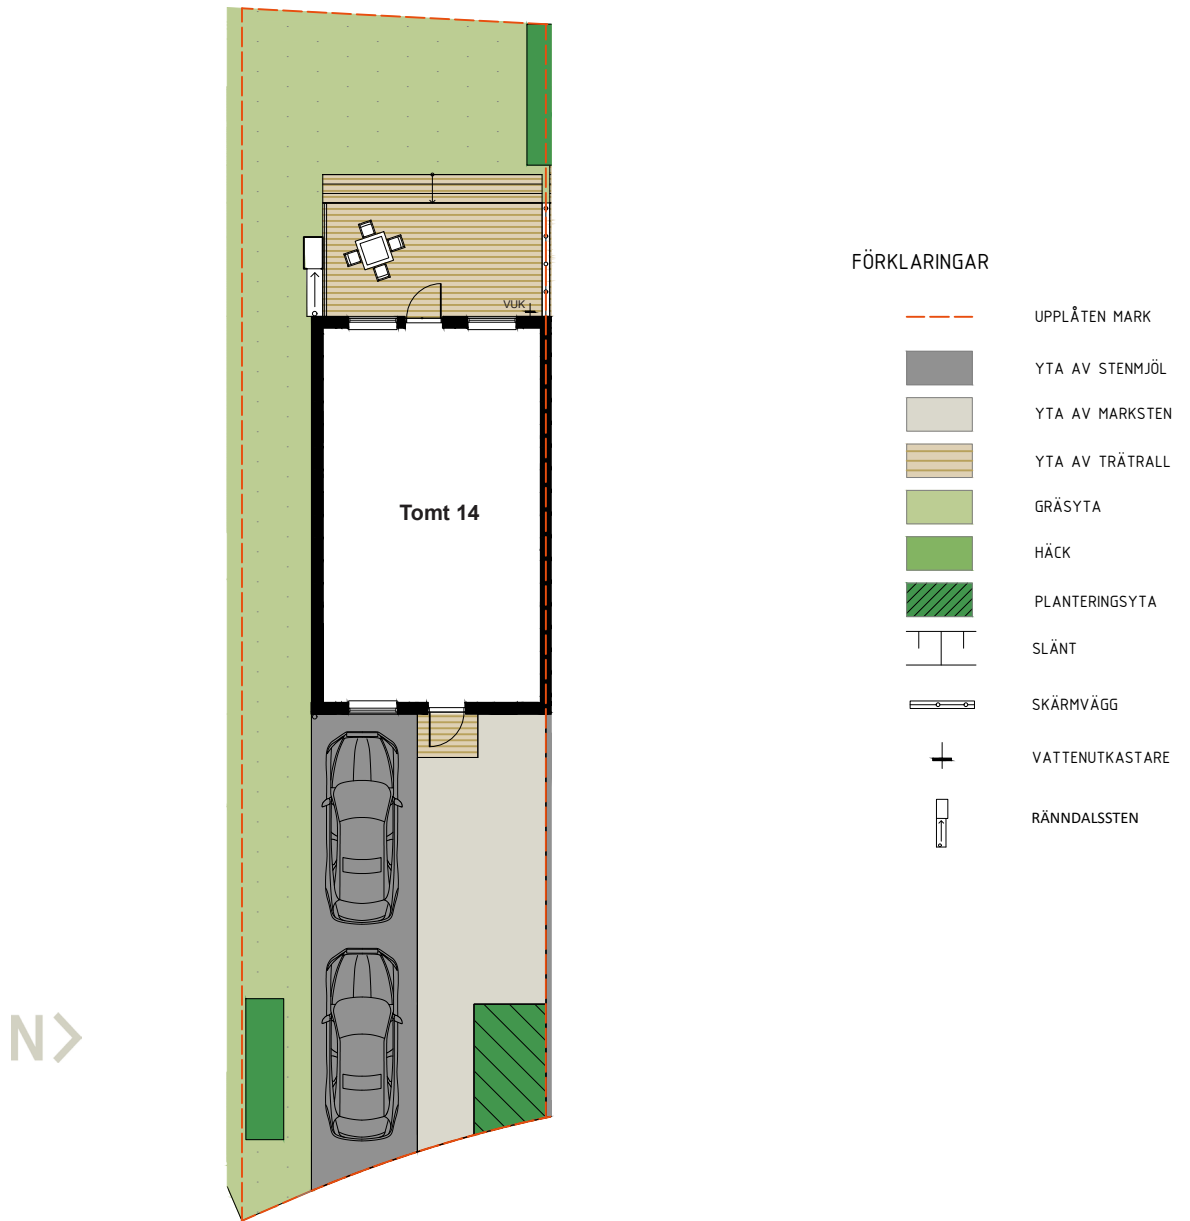 VUK
Tomt 14
N
FÖRKLARINGAR
UPPLÅTEN MARK
YTA AV STENMJÖL
YTA AV MARKSTEN
YTA AV TRÄTRALL
GRÄSYTA
HÄCK
PLANTERINGSYTA
SLÄNT
SKÄRMVÄGG
VATTENUTKASTARE
RÄNNDALSSTEN